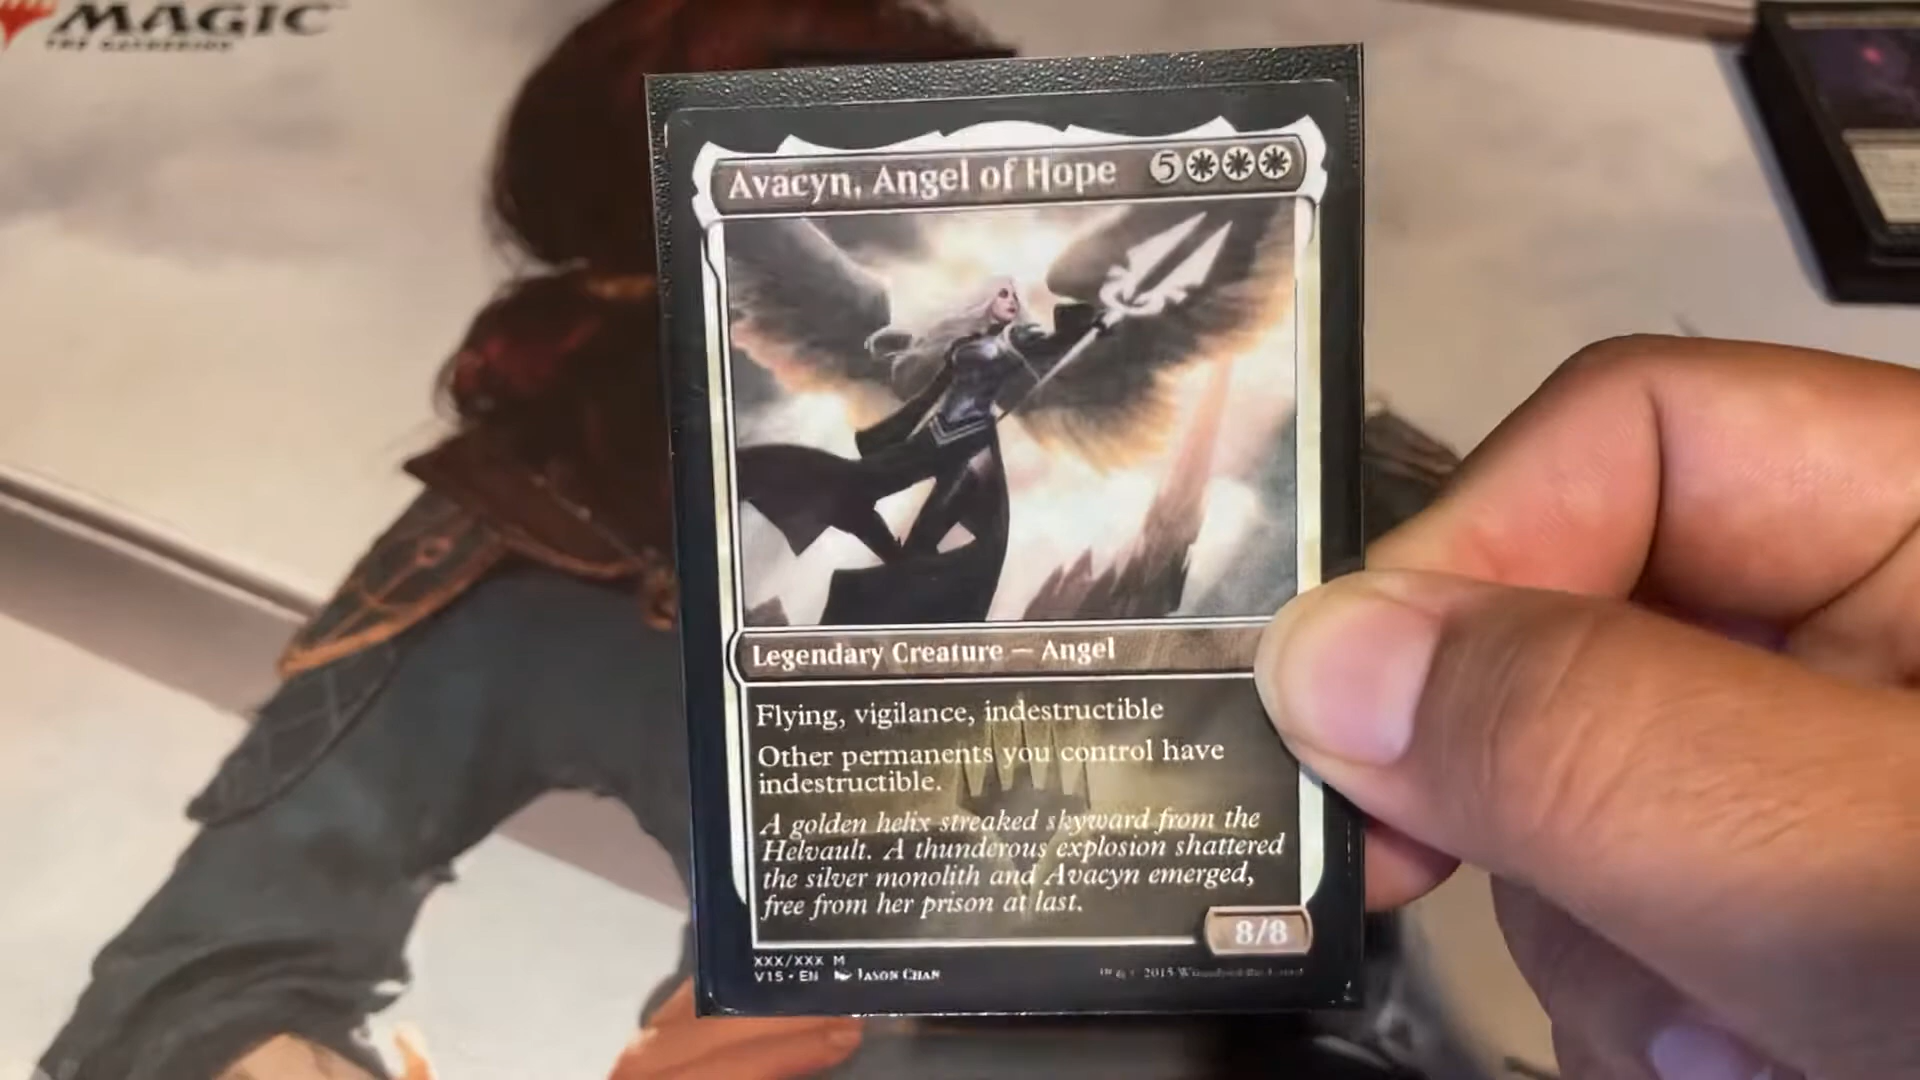 MAGIC
THE GATHERING
Avacyn, Angel of Hope 5
Legendary Creature — Angel
Flying, vigilance, indestructible
Other permanents you control have
indestructible.
A golden helix streaked skyward from the
Helvault. A thunderous explosion shattered
the silver monolith and Avacyn emerged,
free from her prison at last.
8/8
XXX/XXX M
V15 • EN Jason Chan
2015 Wizards of the Coast